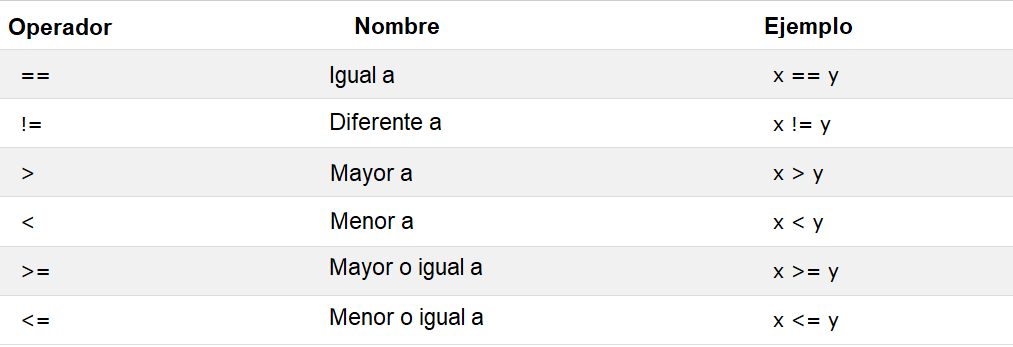 Operador Nombre Ejemplo
== Igual a x == y
!= Diferente a x != y
> Mayor a x > y
< Menor a x < y
>= Mayor o igual a x >= y
<= Menor o igual a x <= y